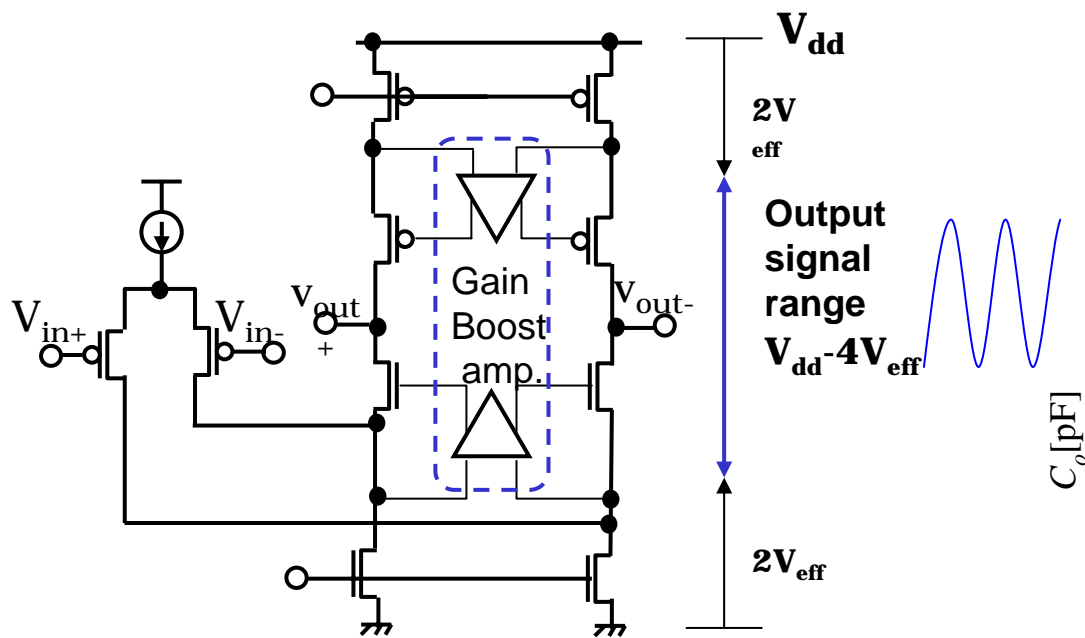 Vdd
2V
eff
Output
signal
range
Vdd-4Veff
Gain
Boost
amp.
Vin+
Vin-
vout
+
vout-
2Veff
Co[pF]